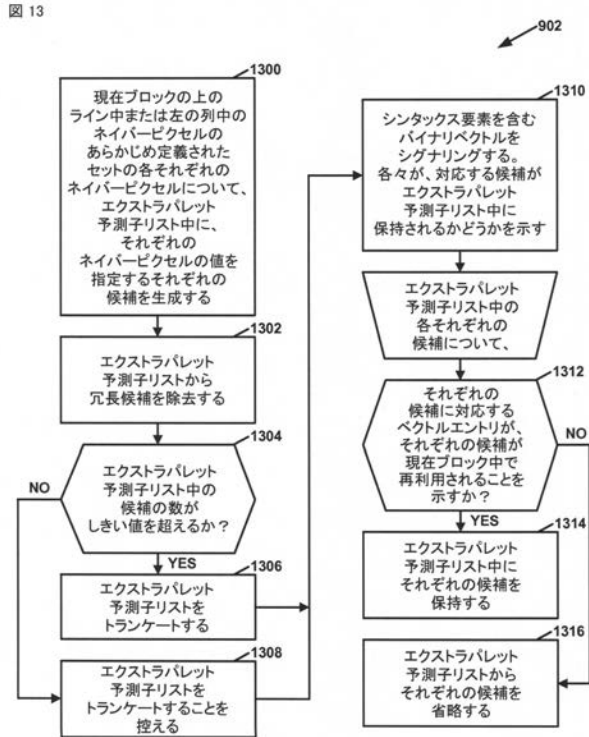 図 13
902
1300
現在ブロックの上の
ライン中または左の列中の
ネイバーピクセルの
あらかじめ定義された
セットの各それぞれの
ネイバーピクセルについて、
エクストラパレット
予測子リスト中に、
それぞれの
ネイバーピクセルの値を
指定するそれぞれの
候補を生成する
1302
エクストラパレット
予測子リストから
冗長候補を除去する
1304
エクストラパレット
予測子リスト中の
候補の数が
しきい値を超えるか？
NO
YES
1306
エクストラパレット
予測子リストを
トランケートする
1308
エクストラパレット
予測子リストを
トランケートすることを
控える
1310
シンタックス要素を含む
バイナリベクトルを
シグナリングする。
各々が、対応する候補が
エクストラパレット
予測子リスト中に
保持されるかどうかを示す
エクストラパレット
予測子リスト中の
各それぞれの
候補について、
1312
それぞれの
候補に対応する
ベクトルエントリが、
それぞれの候補が
現在ブロック中で
再利用されることを
示すか？
NO
YES
1314
エクストラパレット
予測子リスト中に
それぞれの候補を
保持する
1316
エクストラパレット
予測子リストから
それぞれの候補を
省略する